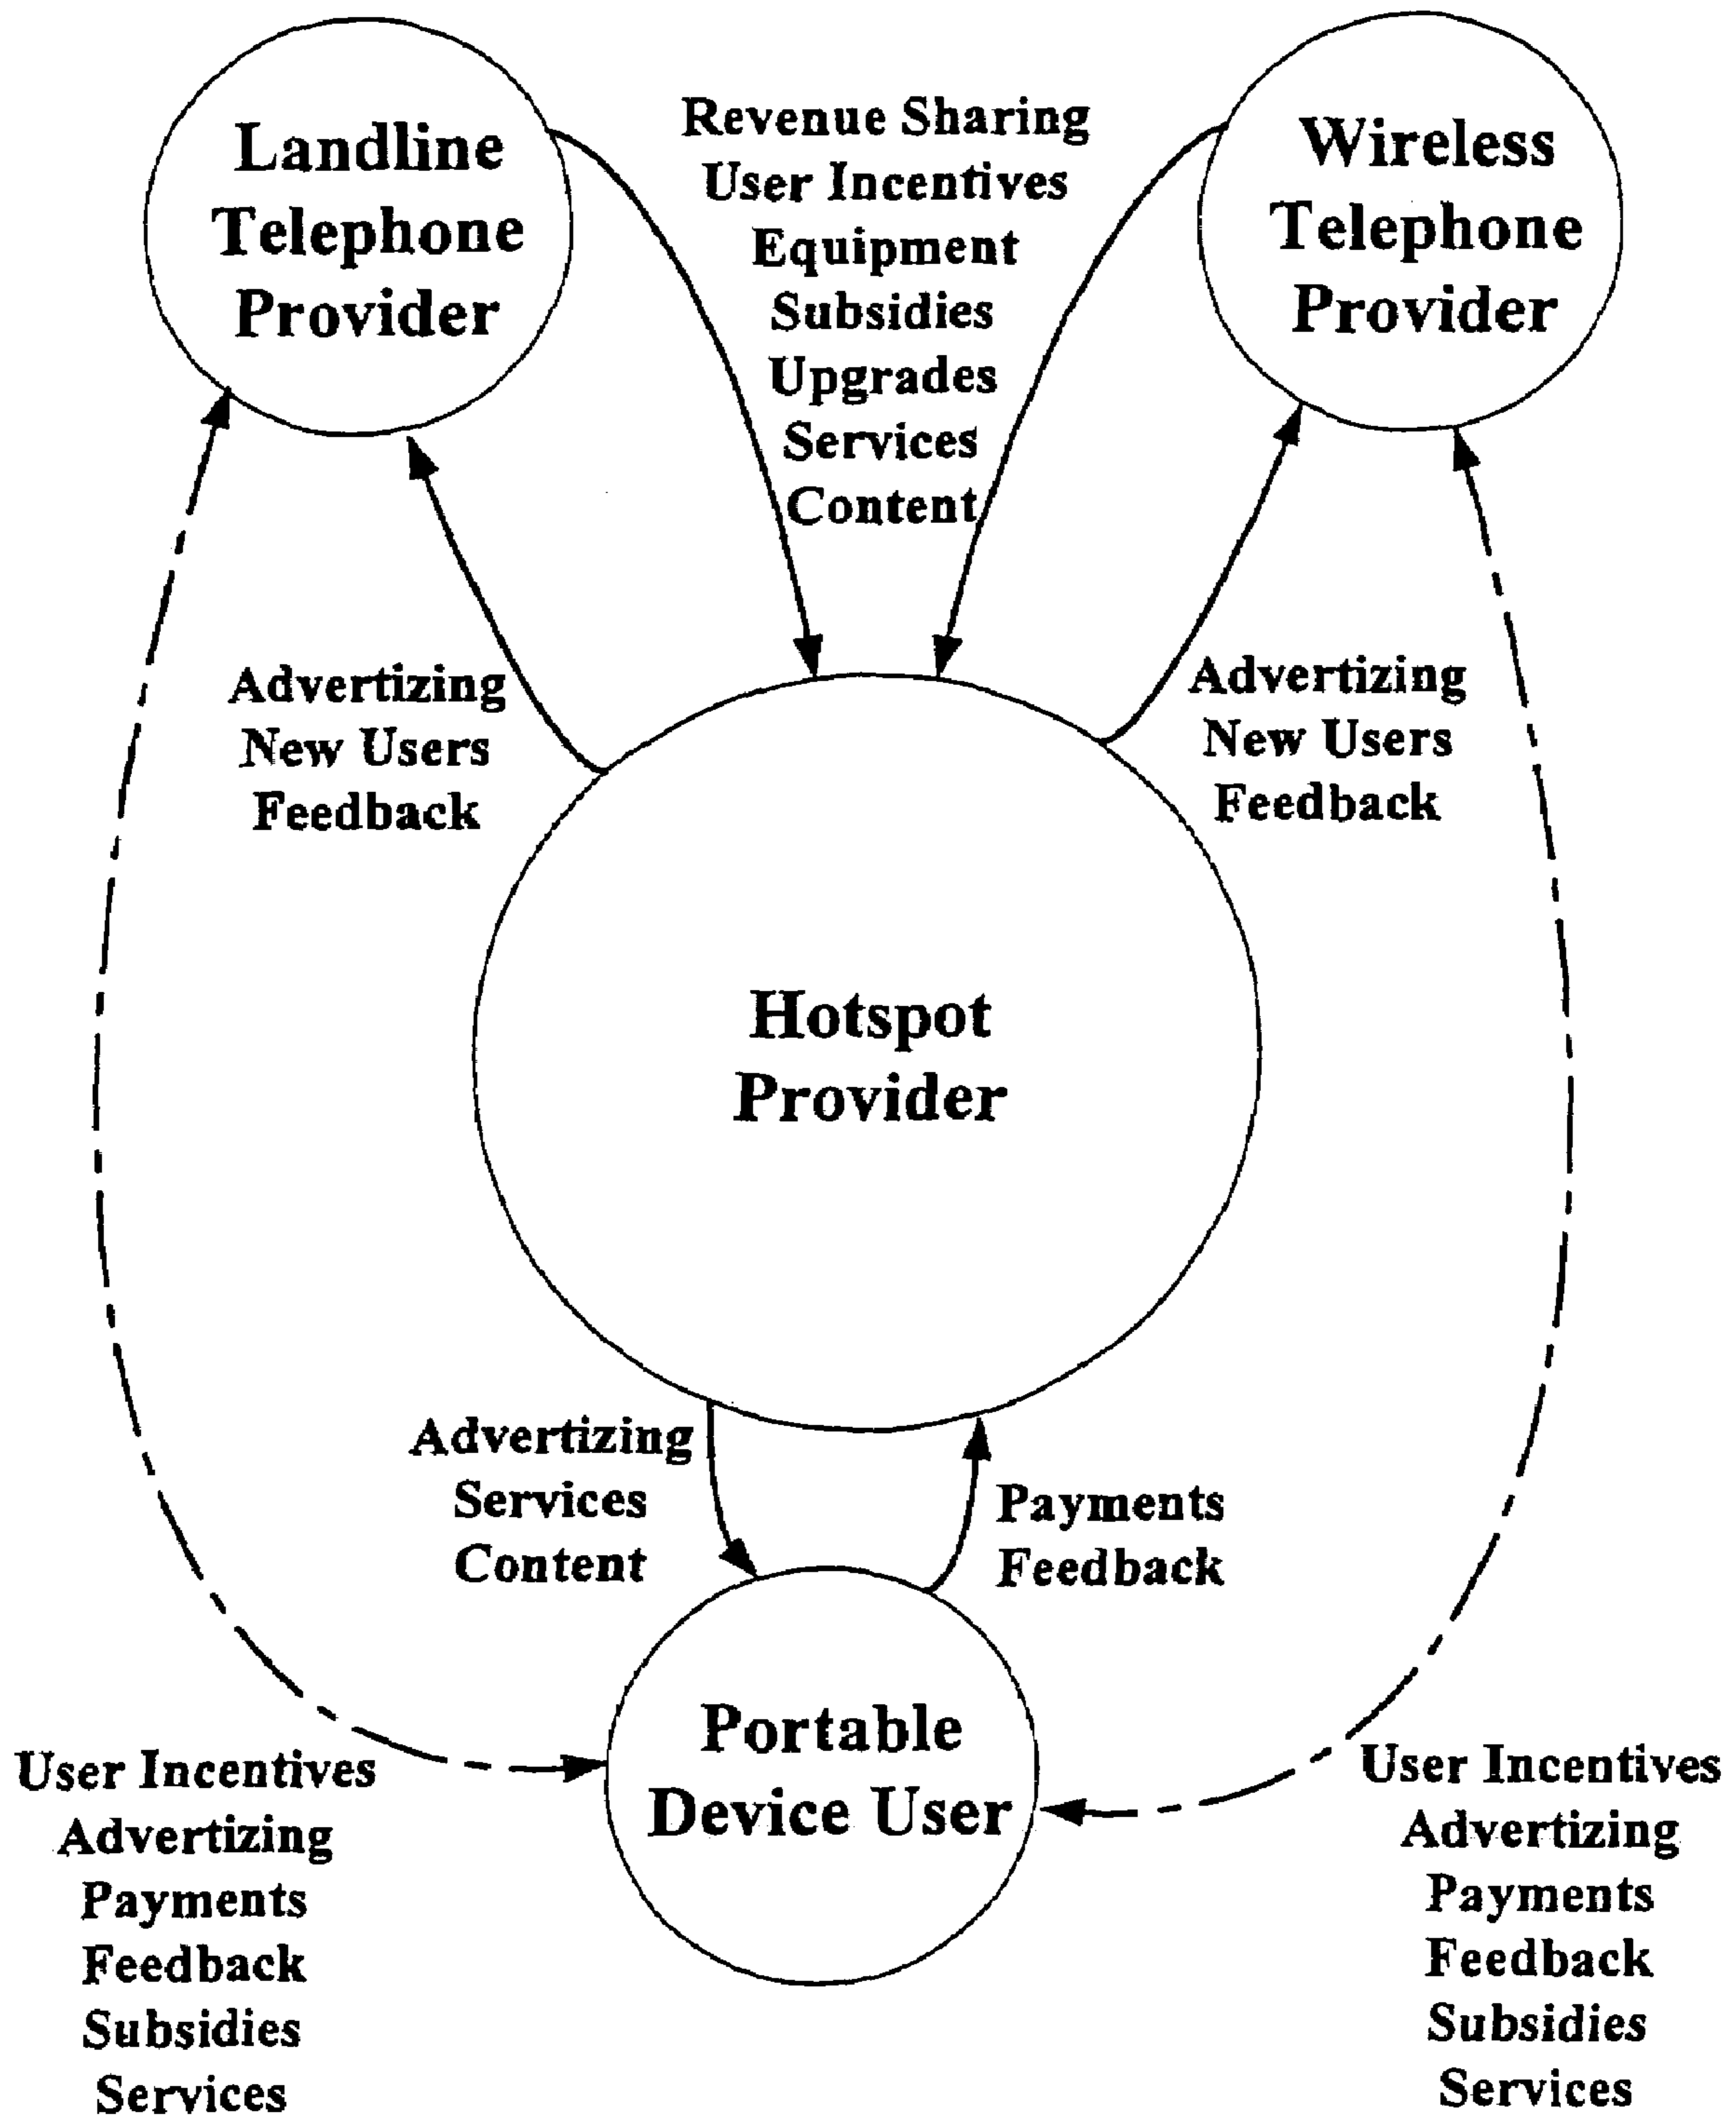 Landline
Telephone
Provider
Revenue Sharing
User Incentives
Equipment
Subsidies
Upgrades
Services
Content
Wireless
Telephone
Provider
Advertizing
New Users
Feedback
Advertizing
New Users
Feedback
Hotspot
Provider
Advertizing
Services
Content
Payments
Feedback
Portable
Device User
User Incentives
Advertizing
Payments
Feedback
Subsidies
Services
User Incentives
Advertizing
Payments
Feedback
Subsidies
Services